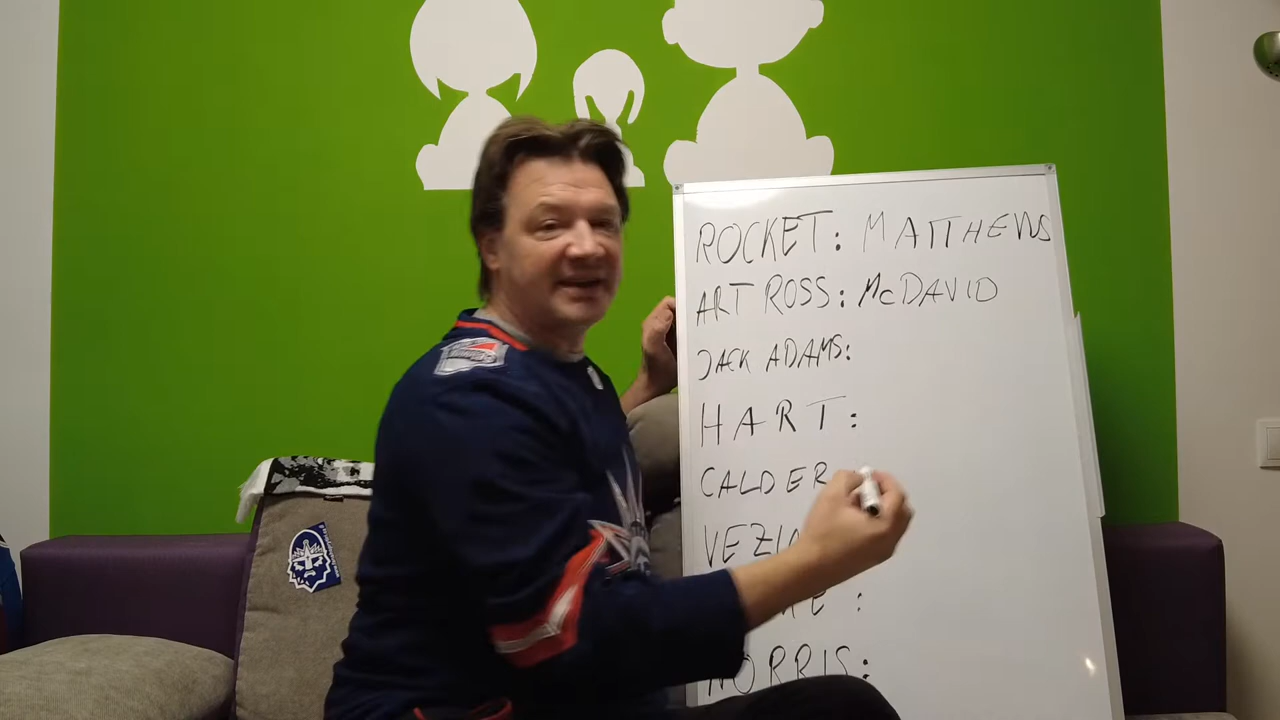 ROCKET: MATTHEWS
ART ROSS: McDAVID
JACK ADAMS:
HART:
CALDER
NORRIS: